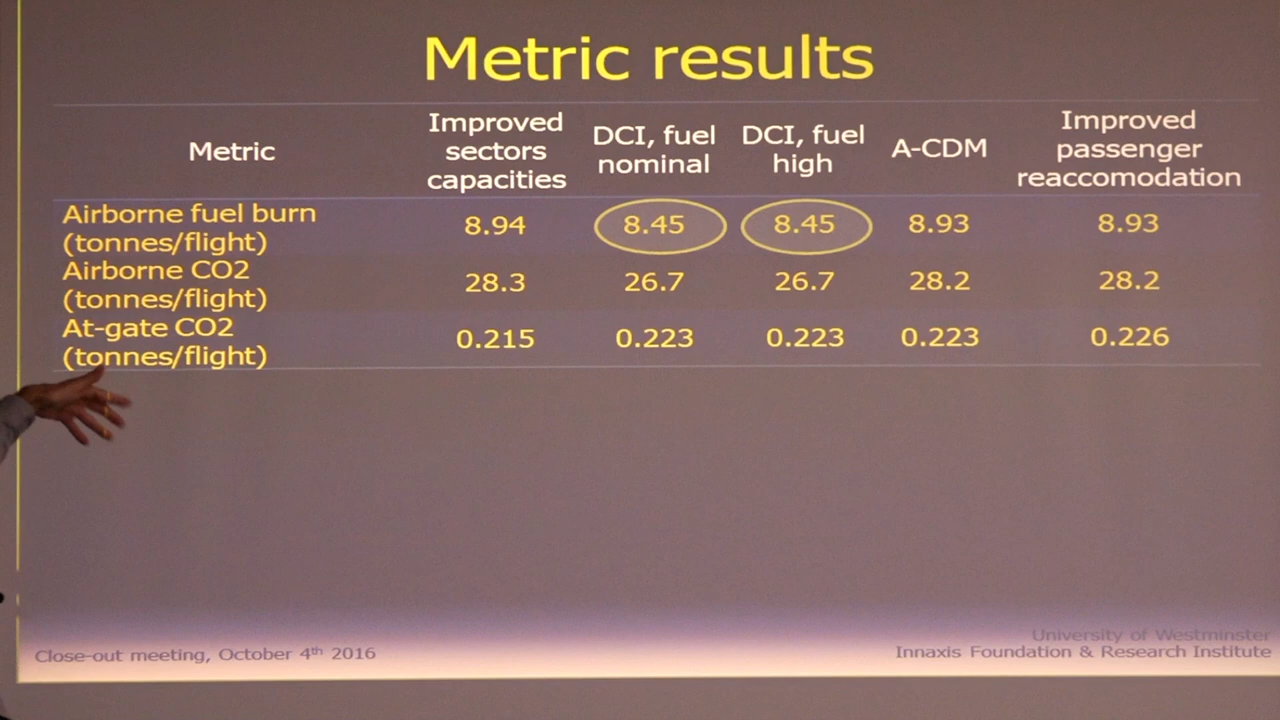 Metric results
Metric
Improved
sectors
capacities
DCI, fuel
nominal
DCI, fuel
high
A-CDM
Improved
passenger
reaccomodation
Airborne fuel burn
(tonnes/flight)
8.94
8.45
8.45
8.93
8.93
Airborne CO2
(tonnes/flight)
28.3
26.7
26.7
28.2
28.2
At-gate CO2
(tonnes/flight)
0.215
0.223
0.223
0.223
0.226
Close-out meeting, October 4th 2016
University of Westminster
Innaxis Foundation & Research Institute